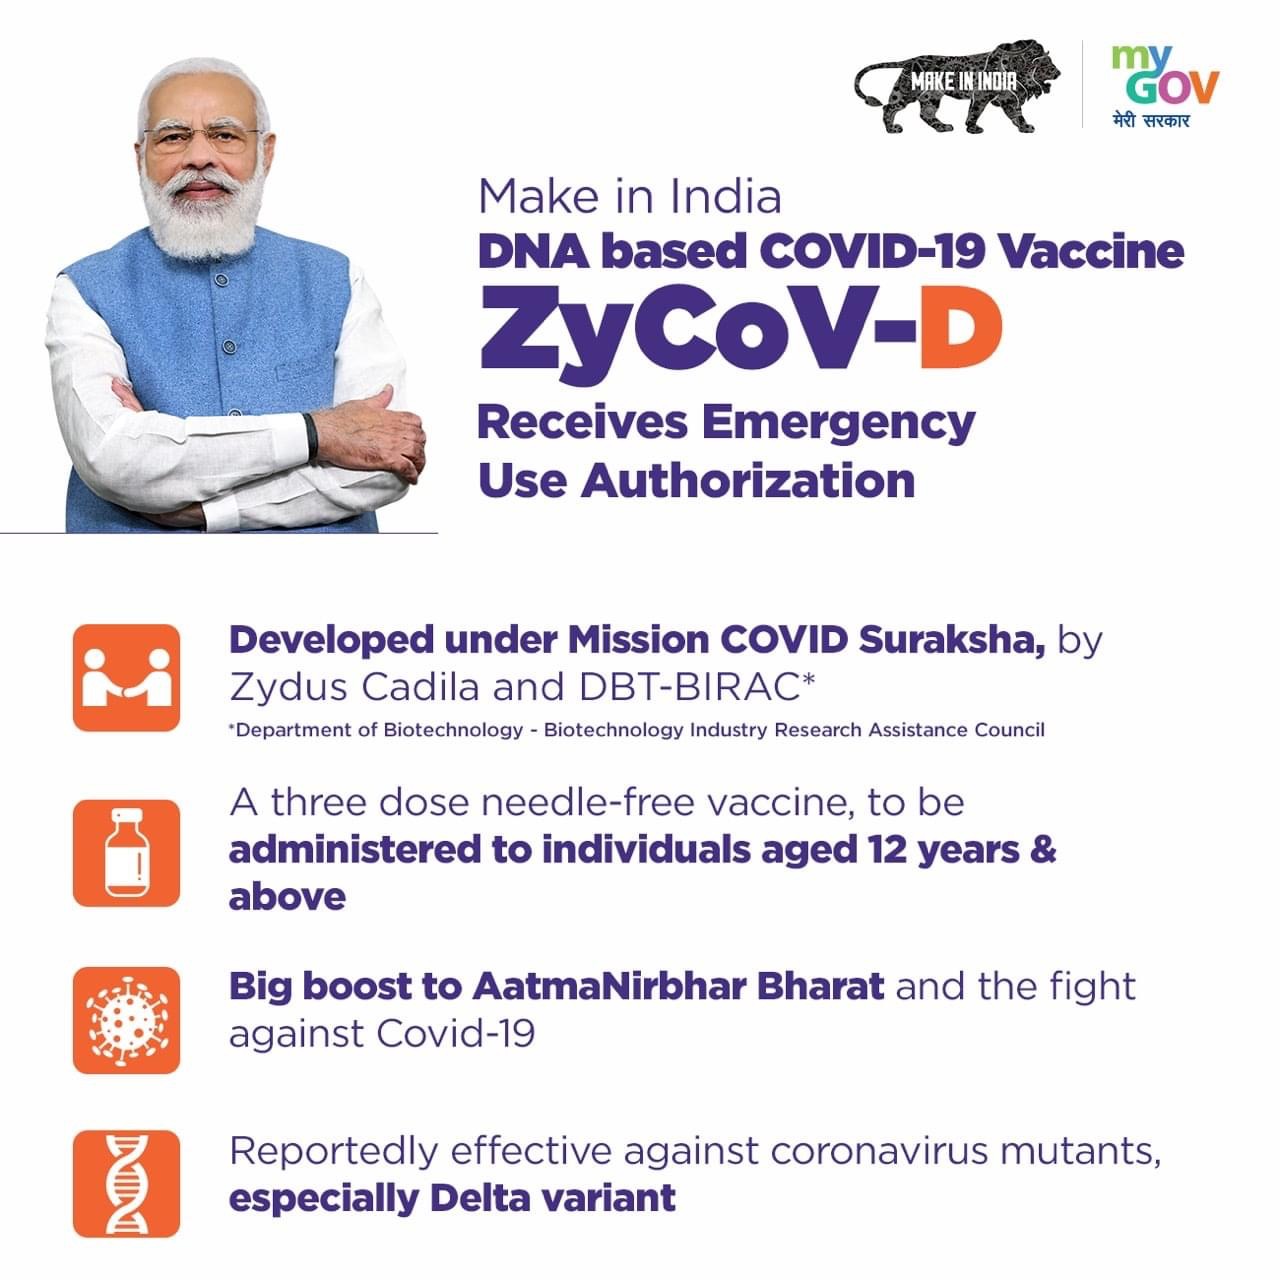 MAKE IN INDIA
my
GOV
मेरी सरकार
Make in India
DNA based COVID-19 Vaccine
ZyCoV-D
Receives Emergency
Use Authorization
Developed under Mission COVID Suraksha, by
Zydus Cadila and DBT-BIRAC*
*Department of Biotechnology - Biotechnology Industry Research Assistance Council
A three dose needle-free vaccine, to be
administered to individuals aged 12 years &
above
Big boost to AatmaNirbhar Bharat and the fight
against Covid-19
Reportedly effective against coronavirus mutants,
especially Delta variant